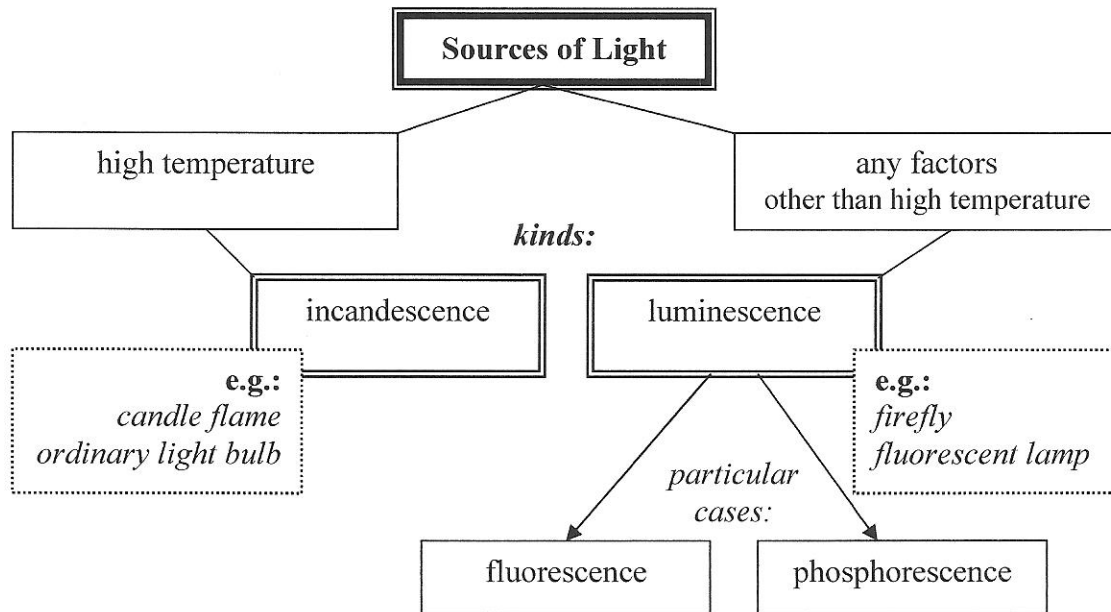 Sources of Light
high temperature
any factors
other than high temperature
kinds:
incandescence
luminescence
e.g.:
candle flame
ordinary light bulb
e.g.:
firefly
fluorescent lamp
particular
cases:
fluorescence
phosphorescence